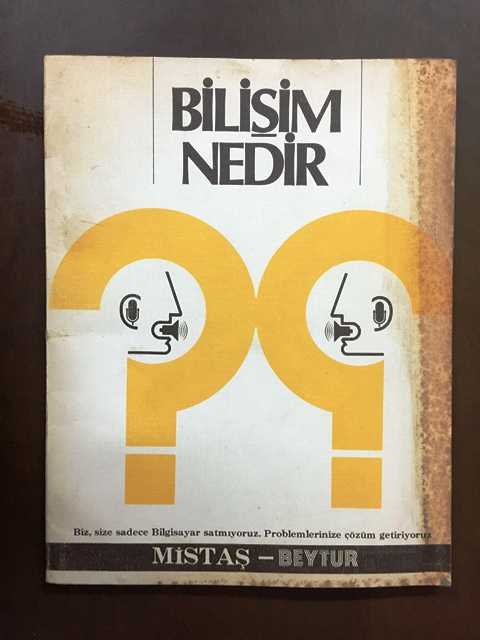 BİLİŞİM
NEDİR
Biz, size sadece Bilgisayar satmıyoruz. Problemlerinize çözüm getiriyoruz
MİSTAŞ – BEYTUR